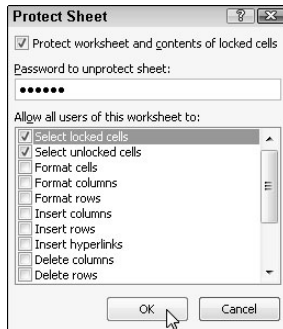 Protect Sheet
Protect worksheet and contents of locked cells
Password to unprotect sheet:
••••••
Allow all users of this worksheet to:
Select locked cells
Select unlocked cells
Format cells
Format columns
Format rows
Insert columns
Insert rows
Insert hyperlinks
Delete columns
Delete rows
OK Cancel